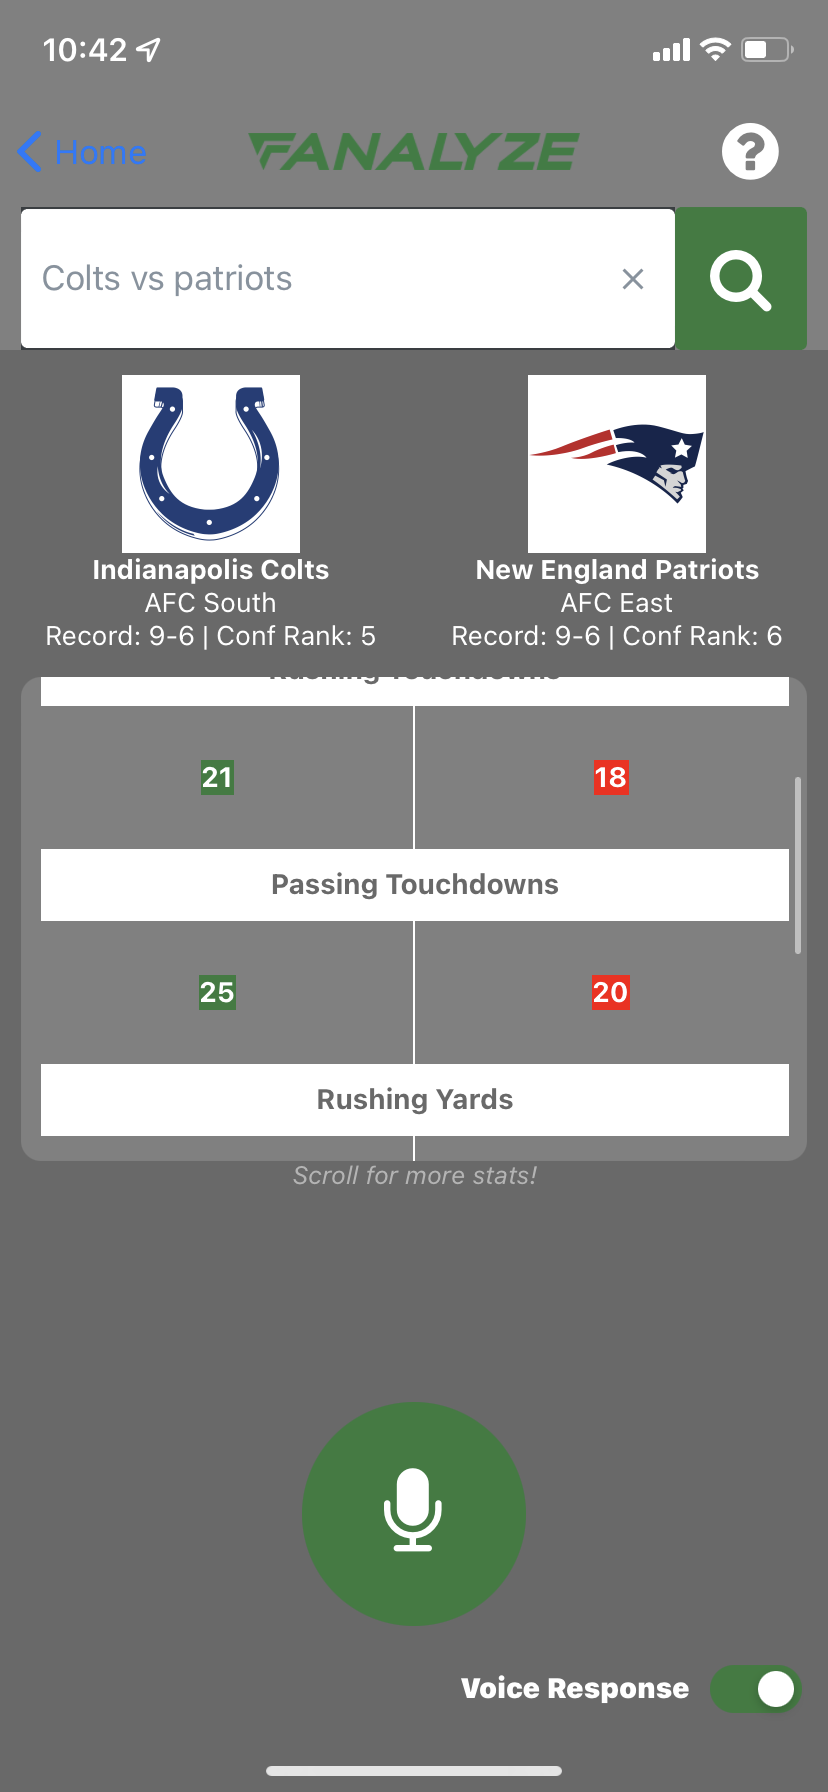 10:42
Home
FANALYZE
?
Colts vs patriots
Indianapolis Colts
AFC South
Record: 9-6 | Conf Rank: 5
New England Patriots
AFC East
Record: 9-6 | Conf Rank: 6
Rushing Touchdowns
21
18
Passing Touchdowns
25
20
Rushing Yards
Scroll for more stats!
Voice Response